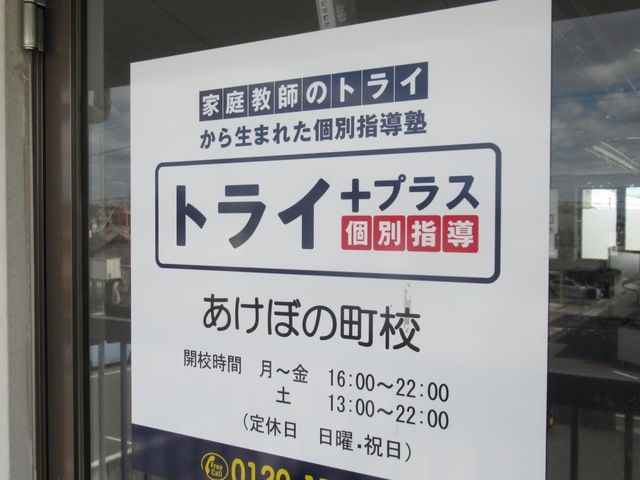 家庭教師のトライ
から生まれた個別指導塾
トライ+プラス
個別指導
あけぼの町校
開校時間 月～金 16:00～22:00
土 13:00～22:00
(定休日 日曜・祝日)
Free Call 0120